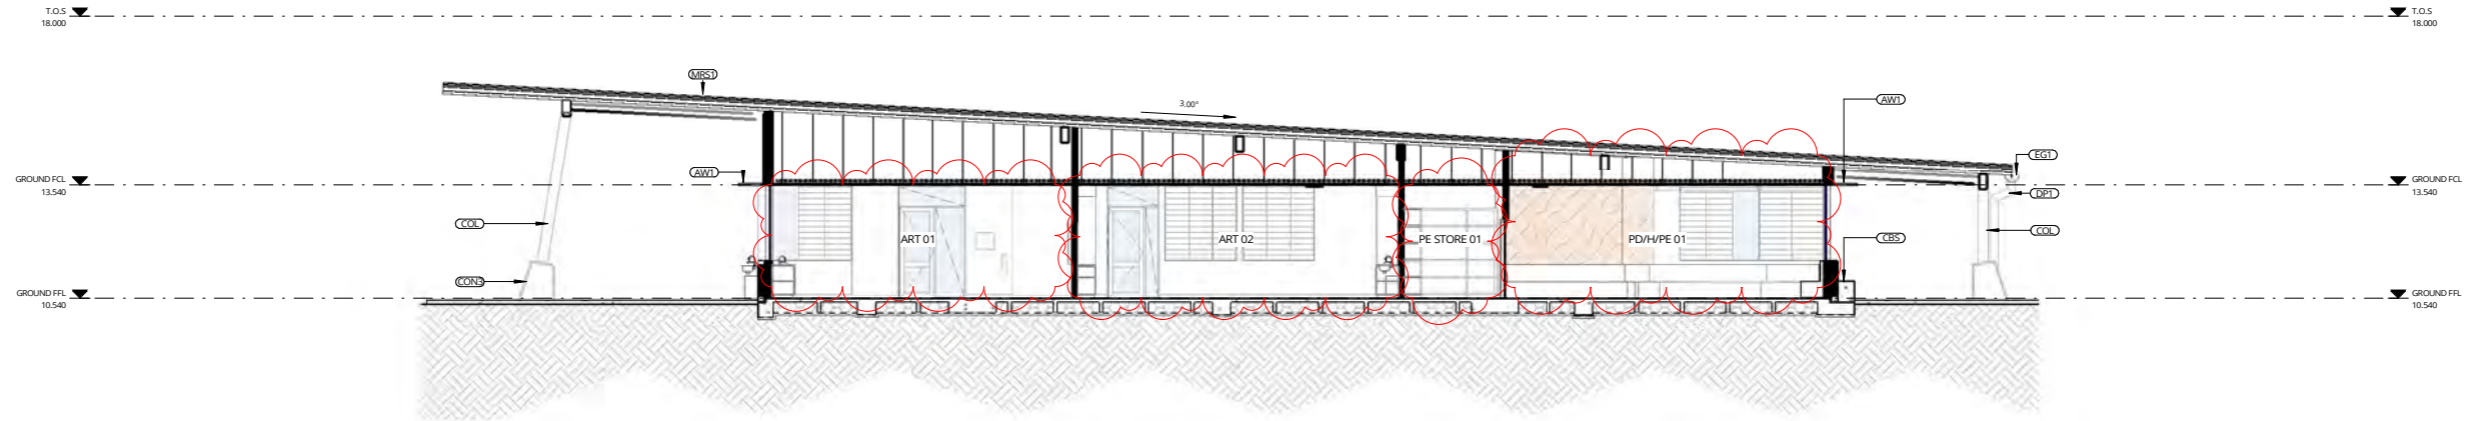 T.O.S
18.000
T.O.S
18.000
MRS1
3.00°
AW1
EG1
AW1
GROUND FCL
13.540
GROUND FCL
13.540
DP1
COL
COL
ART 01
ART 02
PE STORE 01
PD/H/PE 01
CBS
CON3
GROUND FFL
10.540
GROUND FFL
10.540